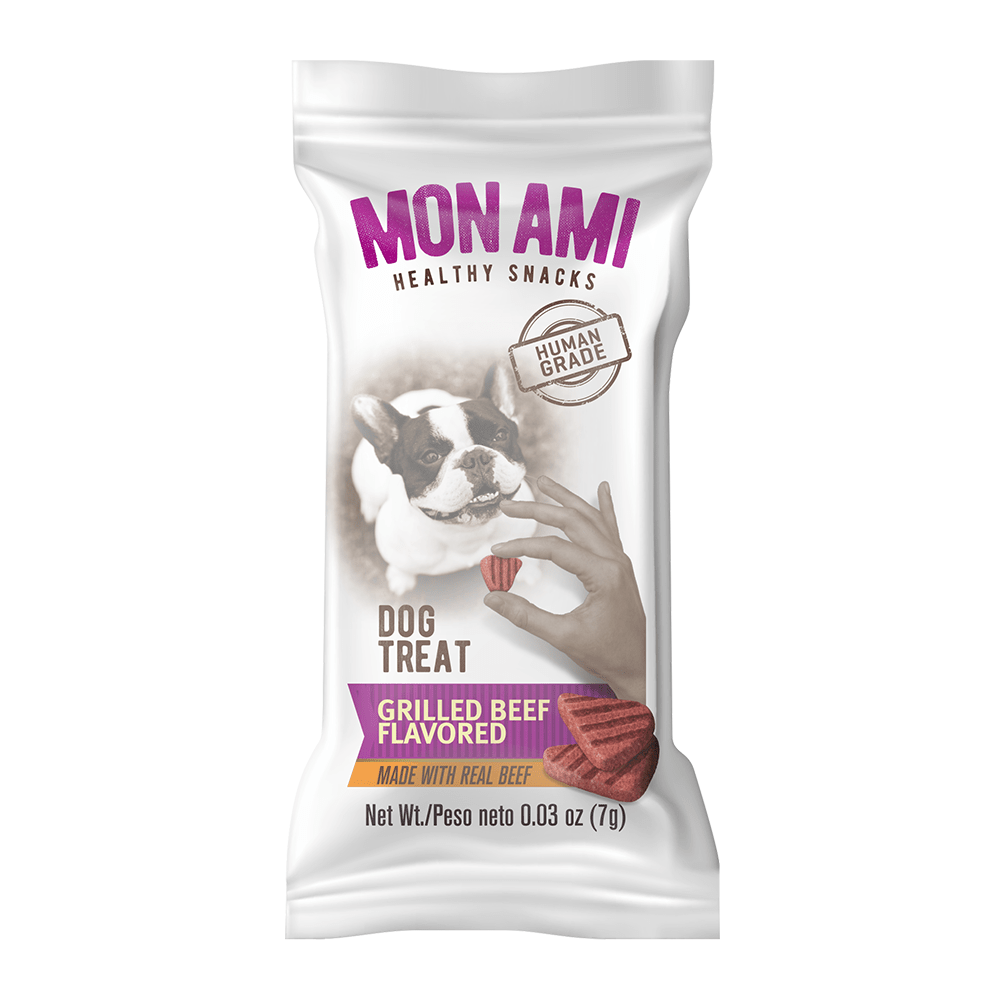 MON AMI
HEALTHY SNACKS
HUMAN
GRADE
DOG
TREAT
GRILLED BEEF
FLAVORED
MADE WITH REAL BEEF
Net Wt./Peso neto 0.03 oz (7g)